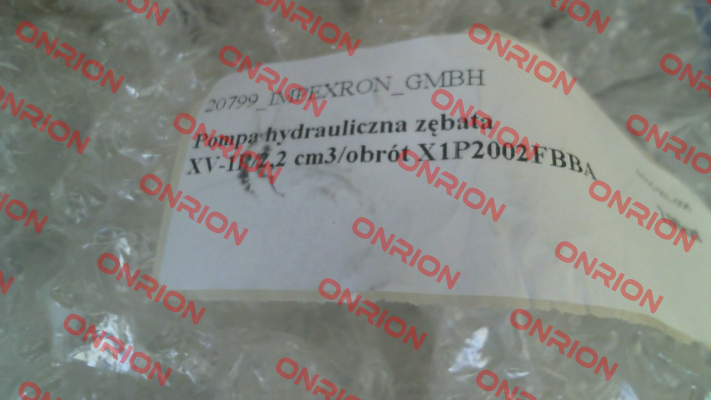 20799_IMPEXRON_GMBH
Pompa hydrauliczna zębata
XV-1P/2,2 cm3/obrót X1P2002FBBA
ONRION